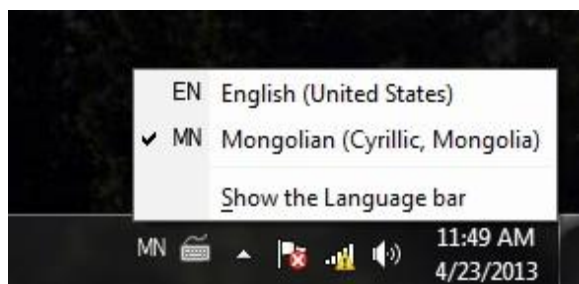 EN English (United States)
MN Mongolian (Cyrillic, Mongolia)
Show the Language bar
MN
11:49 AM
4/23/2013